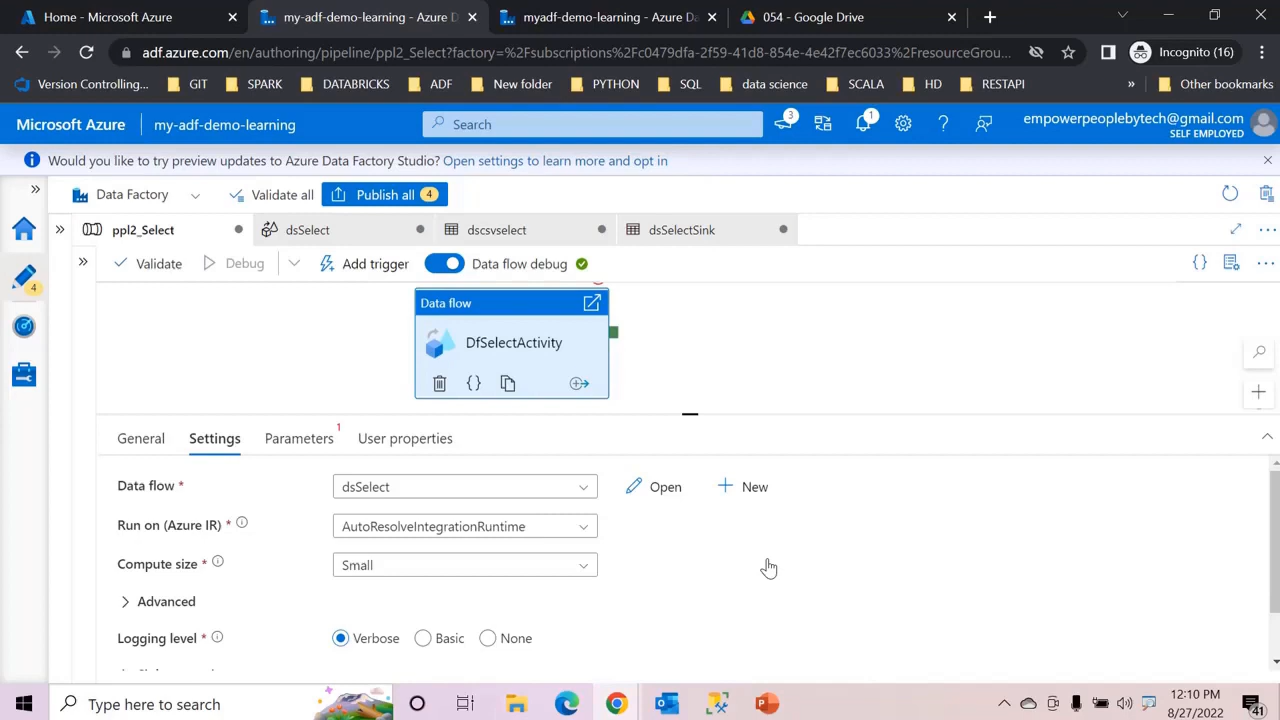 Home - Microsoft Azure
my-adf-demo-learning - Azure D
myadf-demo-learning - Azure Da
054 - Google Drive
adf.azure.com/en/authoring/pipeline/ppl2_Select?factory=%2Fsubscriptions%2Fc0479dfa-2f59-41d8-854e-4e42f7ec6033%2FresourceGrou...
Incognito (16)
Version Controlling...
GIT
SPARK
DATABRICKS
ADF
New folder
PYTHON
SQL
data science
SCALA
HD
RESTAPI
»
Other bookmarks
Microsoft Azure
my-adf-demo-learning
Search
3
1
empowerpeoplebytech@gmail.com
SELF EMPLOYED
Would you like to try preview updates to Azure Data Factory Studio? Open settings to learn more and opt in
Data Factory
Validate all
Publish all 4
ppl2_Select
dsSelect
dscsvselect
dsSelectSink
Validate
Debug
Add trigger
Data flow debug
4
Data flow
DfSelectActivity
General
Settings
Parameters 1
User properties
Data flow *
dsSelect
Open
New
Run on (Azure IR) *
AutoResolveIntegrationRuntime
Compute size *
Small
Advanced
Logging level *
Verbose
Basic
None
Type here to search
12:10 PM
8/27/2022
41